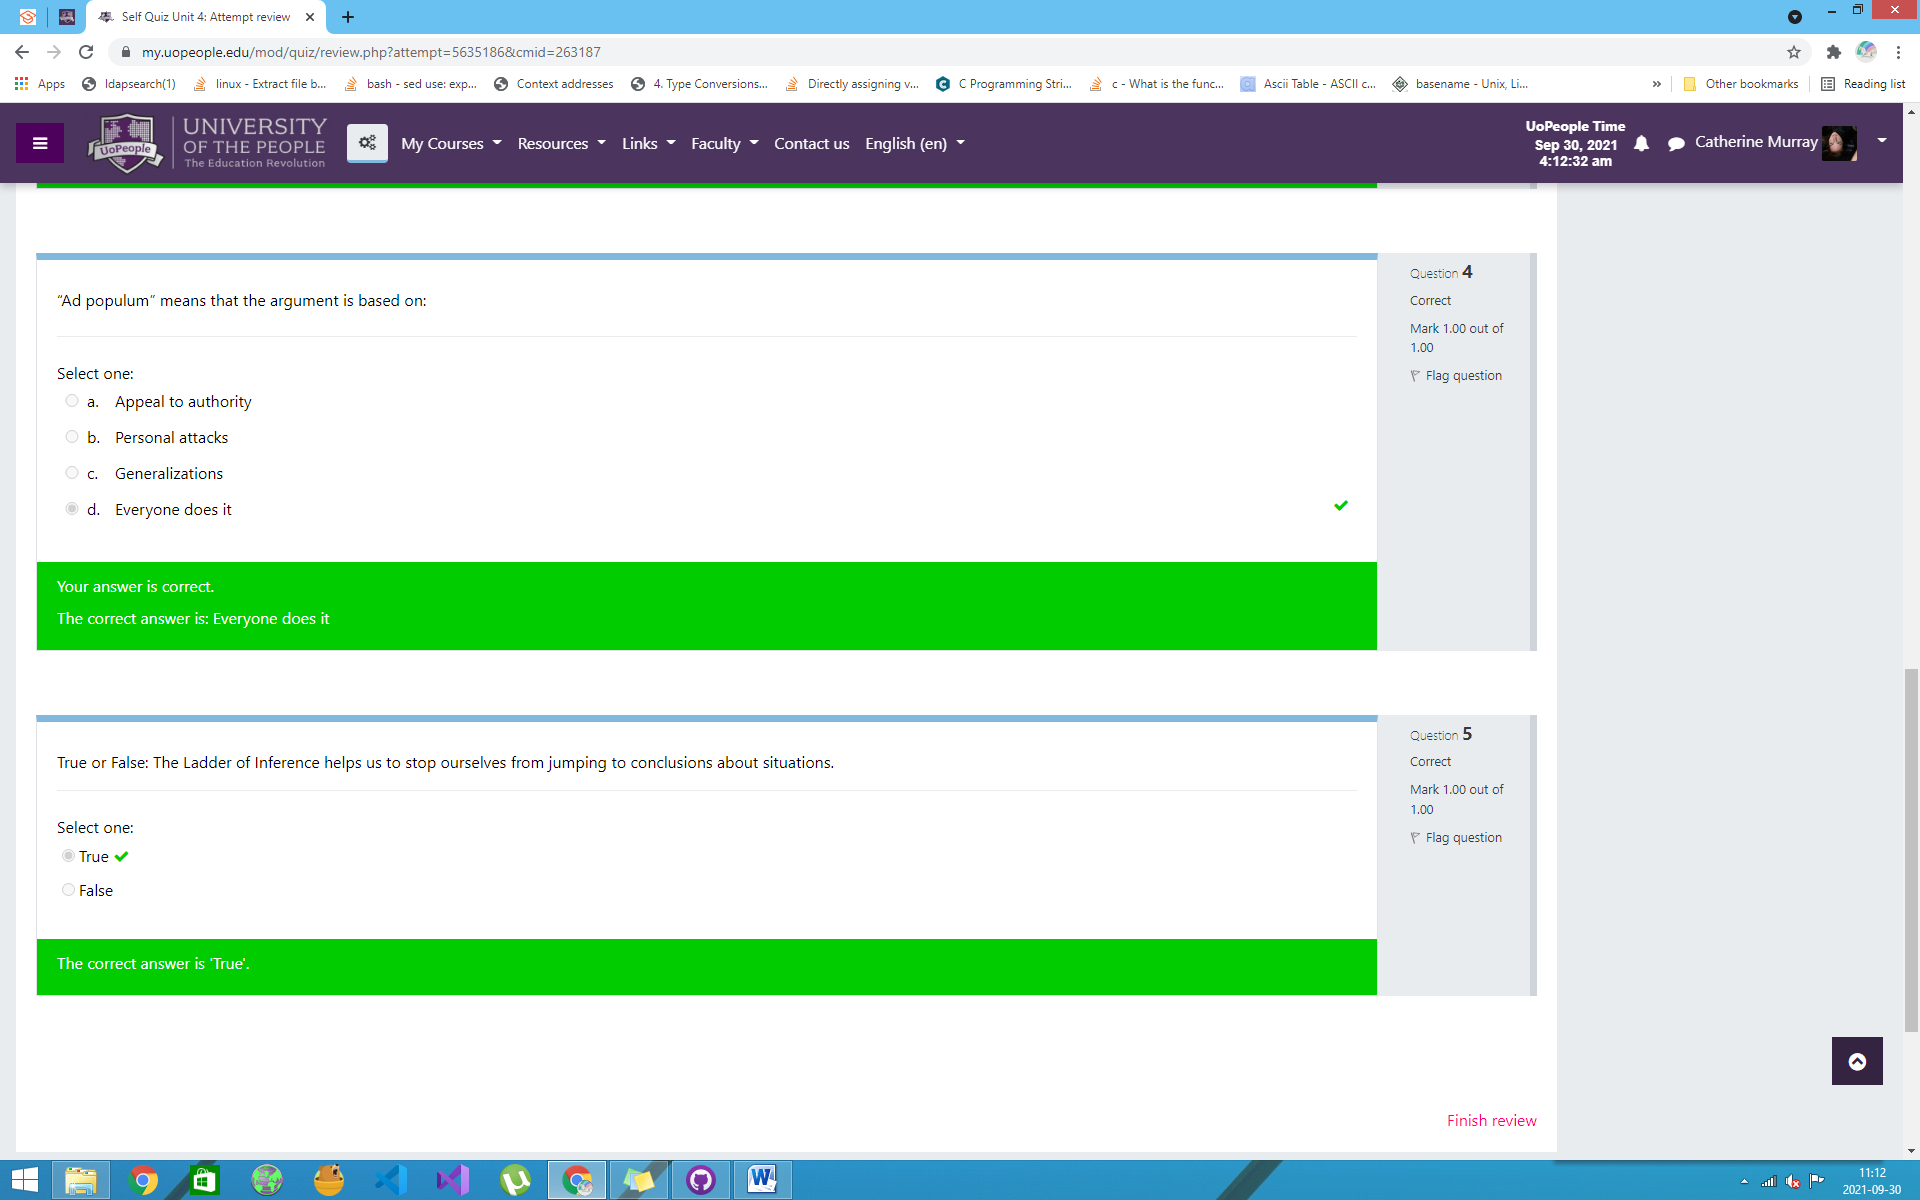 Self Quiz Unit 4: Attempt review
my.uopeople.edu/mod/quiz/review.php?attempt=5635186&cmid=263187
Apps ldapsearch(1) linux - Extract file b... bash - sed use: exp... Context addresses 4. Type Conversions... Directly assigning v... C Programming Stri... c - What is the func... Ascii Table - ASCII c... basename - Unix, Li... » Other bookmarks Reading list
UoPeople
UNIVERSITY
OF THE PEOPLE
The Education Revolution
My Courses Resources Links Faculty Contact us English (en)
UoPeople Time
Sep 30, 2021
4:12:32 am
Catherine Murray
“Ad populum” means that the argument is based on:
Select one:
a. Appeal to authority
b. Personal attacks
c. Generalizations
d. Everyone does it
Your answer is correct.
The correct answer is: Everyone does it
Question 4
Correct
Mark 1.00 out of
1.00
Flag question
True or False: The Ladder of Inference helps us to stop ourselves from jumping to conclusions about situations.
Select one:
True
False
The correct answer is 'True'.
Question 5
Correct
Mark 1.00 out of
1.00
Flag question
Finish review
11:12
2021-09-30